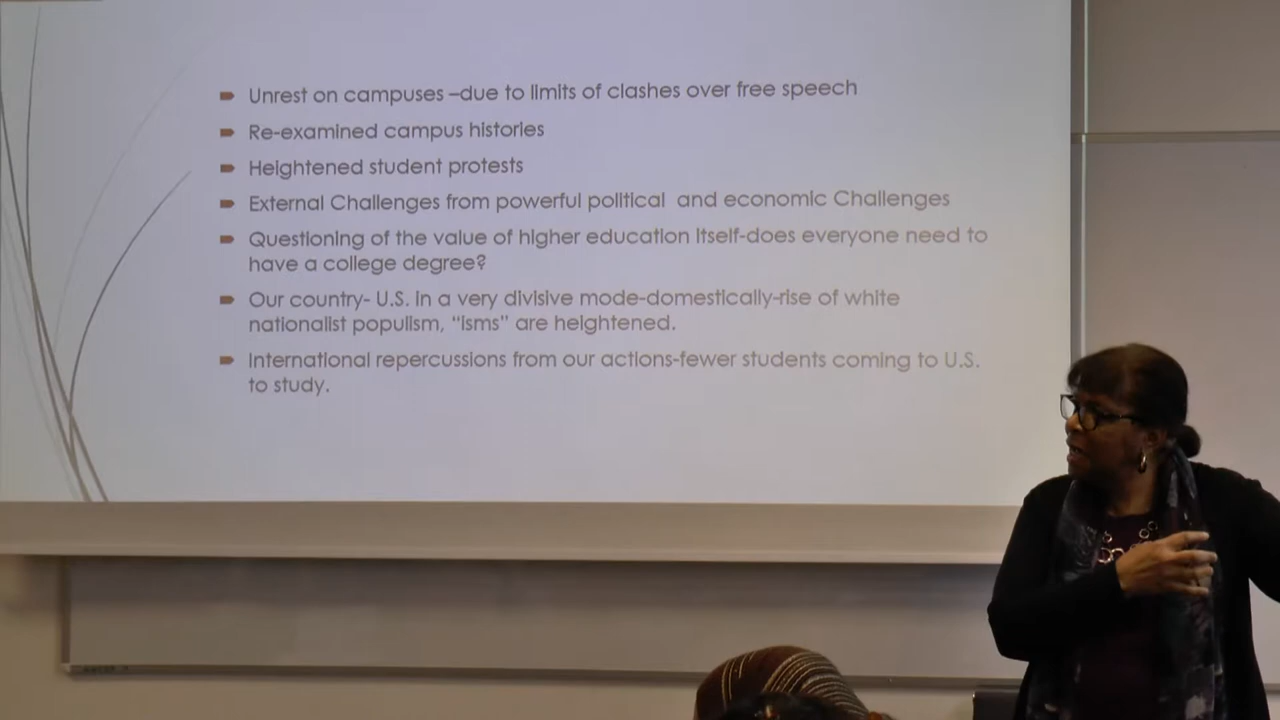 Unrest on campuses –due to limits of clashes over free speech
Re-examined campus histories
Heightened student protests
External Challenges from powerful political and economic Challenges
Questioning of the value of higher education itself-does everyone need to
have a college degree?
Our country- U.S. in a very divisive mode-domestically-rise of white
nationalist populism, “isms” are heightened.
International repercussions from our actions-fewer students coming to U.S.
to study.